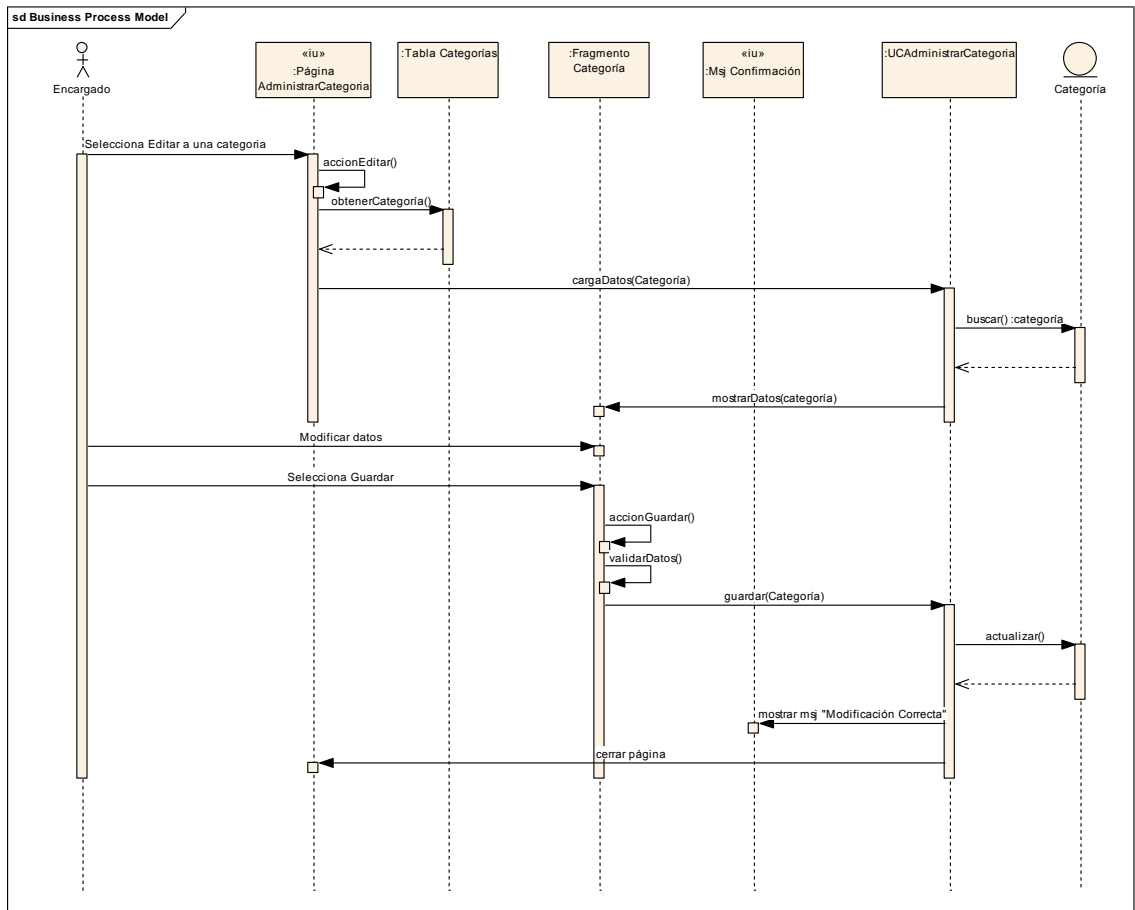 sd Business Process Model
Encargado
«iu»
:Página
AdministrarCategoria
:Tabla Categorías
:Fragmento
Categoría
«iu»
:Msj Confirmación
:UCAdministrarCategoria
Categoría
Selecciona Editar a una categoria
accionEditar()
obtenerCategoría()
cargaDatos(Categoría)
buscar() :categoría
mostrarDatos(categoría)
Modificar datos
Selecciona Guardar
accionGuardar()
validarDatos()
guardar(Categoría)
actualizar()
mostrar msj "Modificación Correcta"
cerrar página